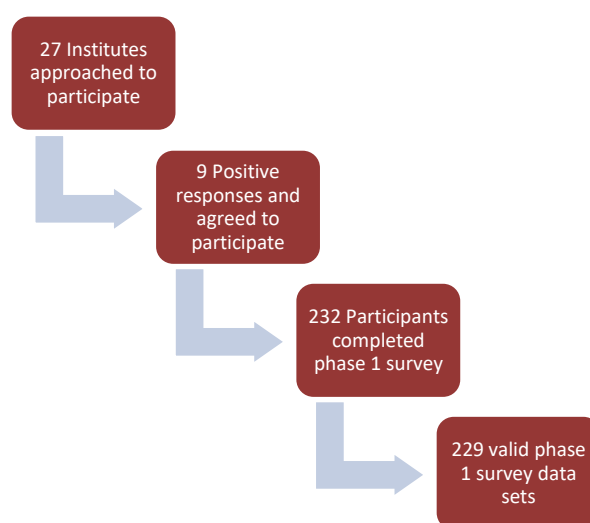 27 Institutes
approached to
participate
9 Positive
responses and
agreed to
participate
232 Participants
completed
phase 1 survey
229 valid phase
1 survey data
sets